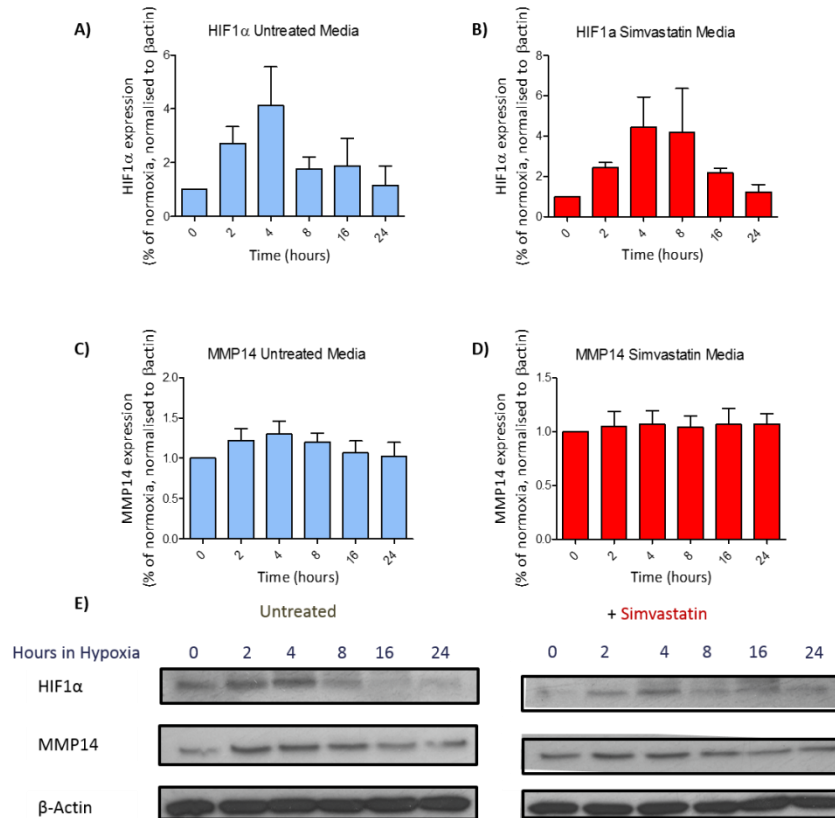 A)
HIF1α Untreated Media
HIF1α expression
(% of normoxia, normalised to βactin)
6
4
2
0
0 2 4 8 16 24
Time (hours)
B)
HIF1a Simvastatin Media
HIF1α expression
(% of normoxia, normalised to βactin)
8
6
4
2
0
0 2 4 8 16 24
Time (hours)
C)
MMP14 Untreated Media
MMP14 expression
(% of normoxia, normalised to βactin)
2.0
1.5
1.0
0.5
0.0
0 2 4 8 16 24
Time (hours)
D)
MMP14 Simvastatin Media
MMP14 expression
(% of normoxia, normalised to βactin)
1.5
1.0
0.5
0.0
0 2 4 8 16 24
Time (hours)
E)
Untreated
+ Simvastatin
Hours in Hypoxia 0 2 4 8 16 24 0 2 4 8 16 24
HIF1α
MMP14
β-Actin